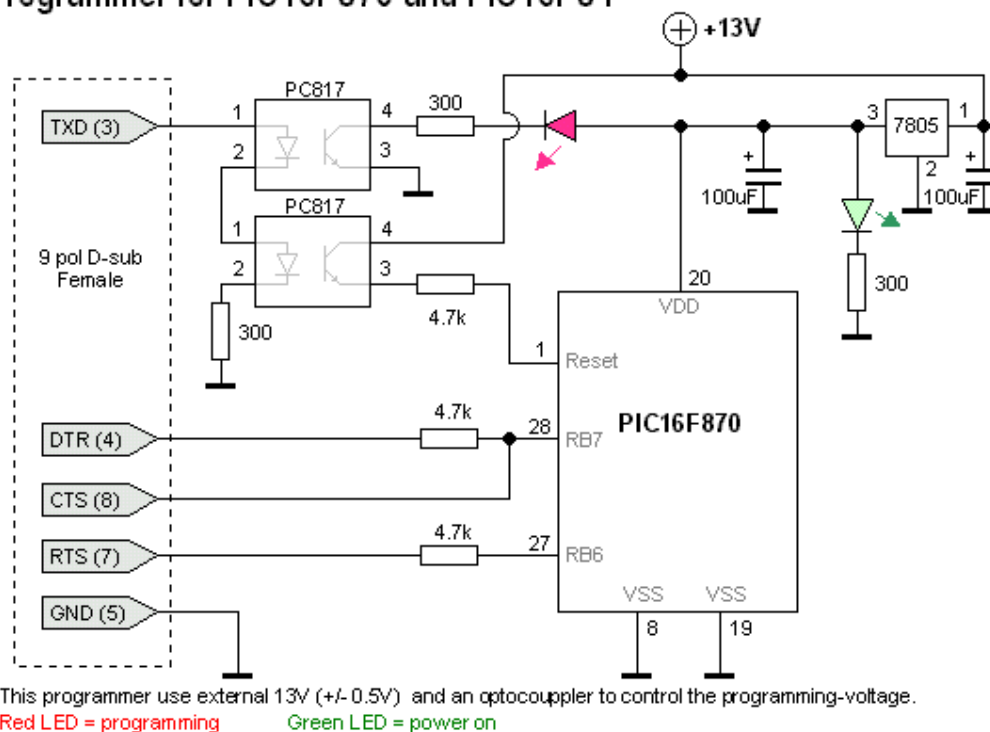 +13V
PC817
TXD (3)
1
2
4
3
300
3
7805
1
2
+
100uF
+
100uF
PC817
1
2
4
3
4.7k
300
9 pol D-sub
Female
300
20
VDD
1
Reset
PIC16F870
DTR (4)
4.7k
28
RB7
CTS (8)
RTS (7)
4.7k
27
RB6
VSS
VSS
GND (5)
8
19
This programmer use external 13V (+/- 0.5V) and an optocouppler to control the programming-voltage.
Red LED = programming
Green LED = power on